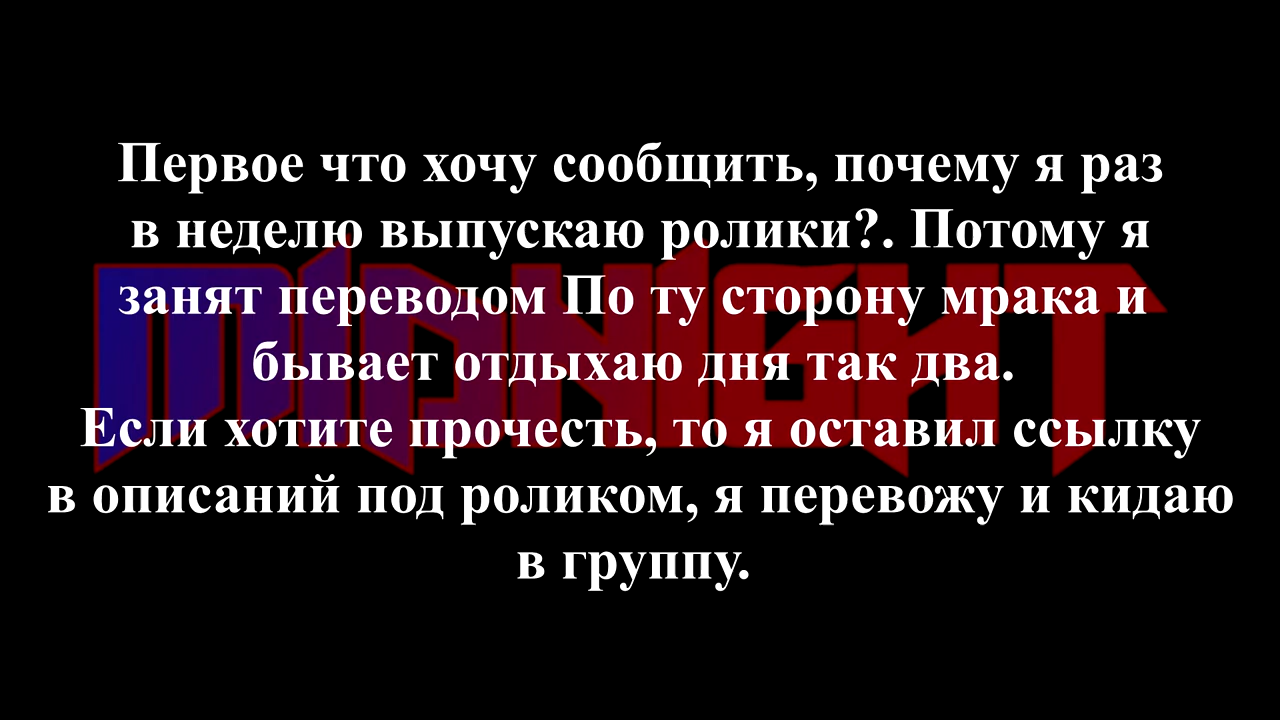 Первое что хочу сообщить, почему я раз
в неделю выпускаю ролики?. Потому я
занят переводом По ту сторону мрака и
бывает отдыхаю дня так два.
Если хотите прочесть, то я оставил ссылку
в описаний под роликом, я перевожу и кидаю
в группу.
MIDNIGHT